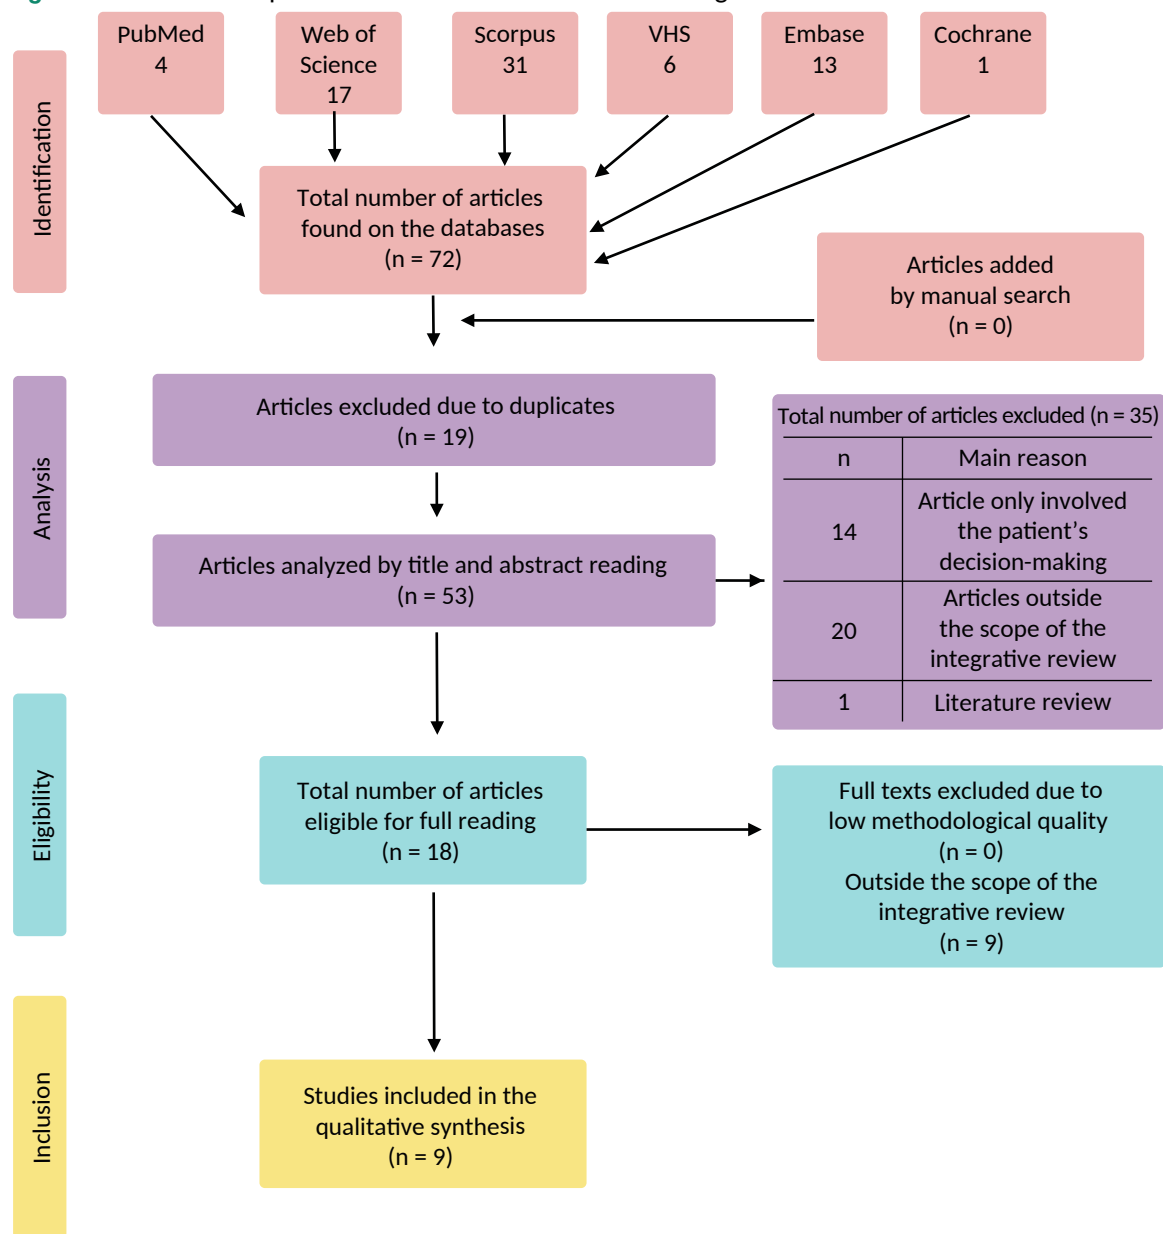 PubMed
4
Web of
Science
17
Scorpus
31
VHS
6
Embase
13
Cochrane
1
Identification
Total number of articles
found on the databases
(n = 72)
Articles added
by manual search
(n = 0)
Analysis
Articles excluded due to duplicates
(n = 19)
Total number of articles excluded (n = 35)
n Main reason
14 Article only involved
the patient's
decision-making
20 Articles outside
the scope of the
integrative review
1 Literature review
Articles analyzed by title and abstract reading
(n = 53)
Eligibility
Total number of articles
eligible for full reading
(n = 18)
Full texts excluded due to
low methodological quality
(n = 0)
Outside the scope of the
integrative review
(n = 9)
Inclusion
Studies included in the
qualitative synthesis
(n = 9)